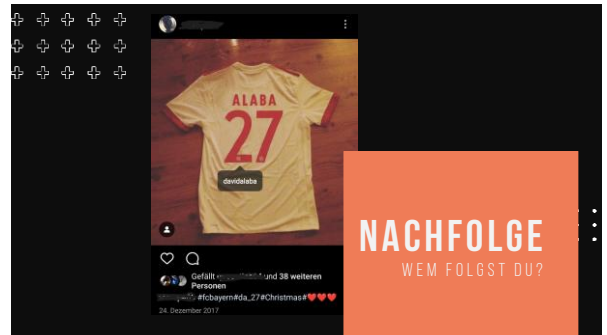 ALABA
27
davidalaba
Gefällt und 38 weiteren
Personen
#fcbayern#da_27#Christmas#❤❤❤
24. Dezember 2017
NACHFOLGE
WEM FOLGST DU?